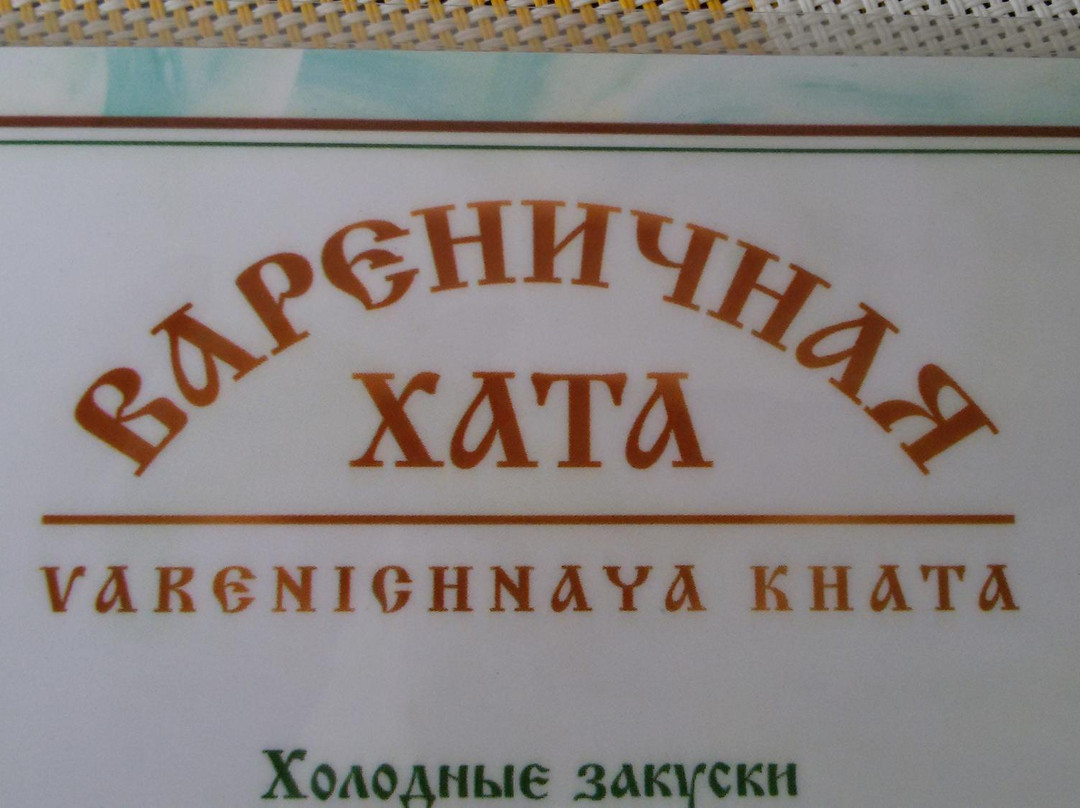 ВАРЕНИЧНАЯ
ХАТА
VARENICHNAYA KHATA
Холодные закуски